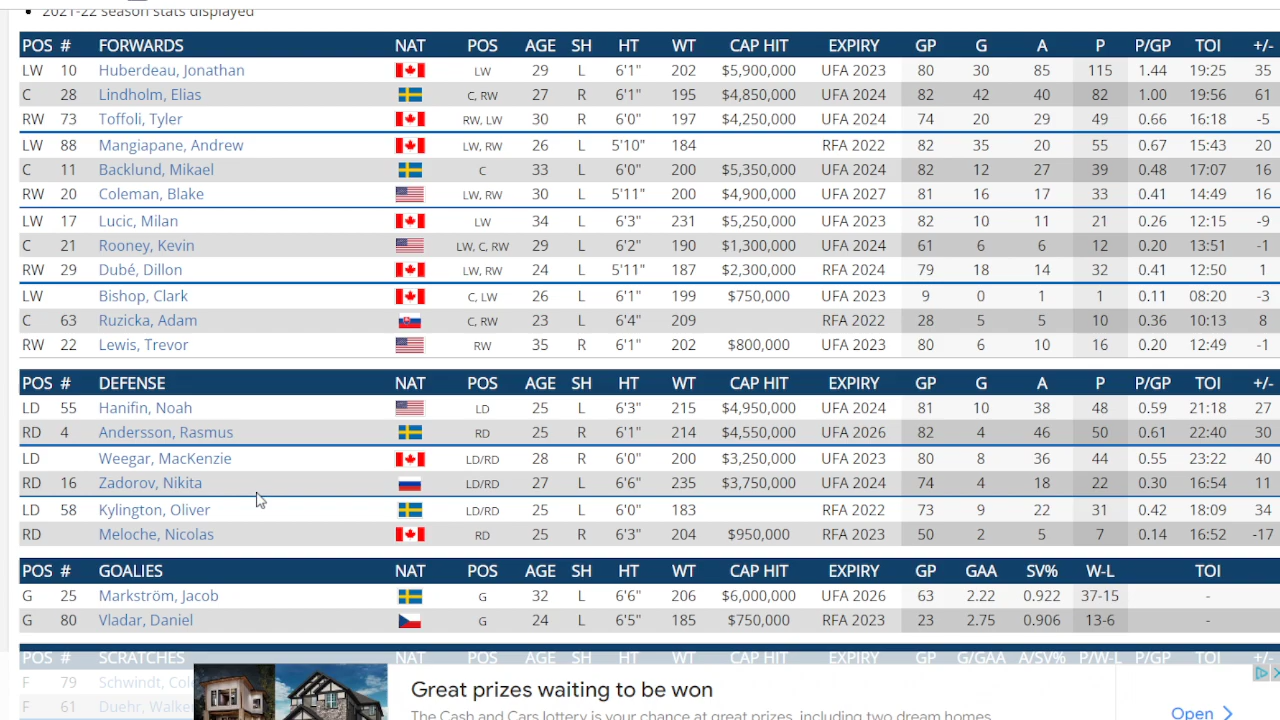 2021-22 season stats displayed
POS # FORWARDS NAT POS AGE SH HT WT CAP HIT EXPIRY GP G A P P/GP TOI +/-
LW 10 Huberdeau, Jonathan LW 29 L 6'1" 202 $5,900,000 UFA 2023 80 30 85 115 1.44 19:25 35
C 28 Lindholm, Elias C, RW 27 R 6'1" 195 $4,850,000 UFA 2024 82 42 40 82 1.00 19:56 61
RW 73 Toffoli, Tyler RW, LW 30 R 6'0" 197 $4,250,000 UFA 2024 74 20 29 49 0.66 16:18 -5
LW 88 Mangiapane, Andrew LW, RW 26 L 5'10" 184 RFA 2022 82 35 20 55 0.67 15:43 20
C 11 Backlund, Mikael C 33 L 6'0" 200 $5,350,000 UFA 2024 82 12 27 39 0.48 17:07 16
RW 20 Coleman, Blake LW, RW 30 L 5'11" 200 $4,900,000 UFA 2027 81 16 17 33 0.41 14:49 16
LW 17 Lucic, Milan LW 34 L 6'3" 231 $5,250,000 UFA 2023 82 10 11 21 0.26 12:15 -9
C 21 Rooney, Kevin LW, C, RW 29 L 6'2" 190 $1,300,000 UFA 2024 61 6 6 12 0.20 13:51 -1
RW 29 Dubé, Dillon LW, RW 24 L 5'11" 187 $2,300,000 RFA 2024 79 18 14 32 0.41 12:50 1
LW Bishop, Clark C, LW 26 L 6'1" 199 $750,000 UFA 2023 9 0 1 1 0.11 08:20 -3
C 63 Ruzicka, Adam C, RW 23 L 6'4" 209 RFA 2022 28 5 5 10 0.36 10:13 8
RW 22 Lewis, Trevor RW 35 R 6'1" 202 $800,000 UFA 2023 80 6 10 16 0.20 12:49 -1
POS # DEFENSE NAT POS AGE SH HT WT CAP HIT EXPIRY GP G A P P/GP TOI +/-
LD 55 Hanifin, Noah LD 25 L 6'3" 215 $4,950,000 UFA 2024 81 10 38 48 0.59 21:18 27
RD 4 Andersson, Rasmus RD 25 R 6'1" 214 $4,550,000 UFA 2026 82 4 46 50 0.61 22:40 30
LD Weegar, MacKenzie LD/RD 28 R 6'0" 200 $3,250,000 UFA 2023 80 8 36 44 0.55 23:22 40
RD 16 Zadorov, Nikita LD/RD 27 L 6'6" 235 $3,750,000 UFA 2024 74 4 18 22 0.30 16:54 11
LD 58 Kylington, Oliver LD/RD 25 L 6'0" 183 RFA 2022 73 9 22 31 0.42 18:09 34
RD Meloche, Nicolas RD 25 R 6'3" 204 $950,000 RFA 2023 50 2 5 7 0.14 16:52 -17
POS # GOALIES NAT POS AGE SH HT WT CAP HIT EXPIRY GP GAA SV% W-L TOI
G 25 Markström, Jacob G 32 L 6'6" 206 $6,000,000 UFA 2026 63 2.22 0.922 37-15 -
G 80 Vladar, Daniel G 24 L 6'5" 185 $750,000 RFA 2023 23 2.75 0.906 13-6 -
POS # SCRATCHES NAT POS AGE SH HT WT CAP HIT EXPIRY GP G/GAA A/SV% P/W-L P/GP TOI +/-
F 79 Schwindt, Cole
F 61 Duehr, Walker
Great prizes waiting to be won
The Cash and Cars lottery is your chance at great prizes, including two dream homes
Open